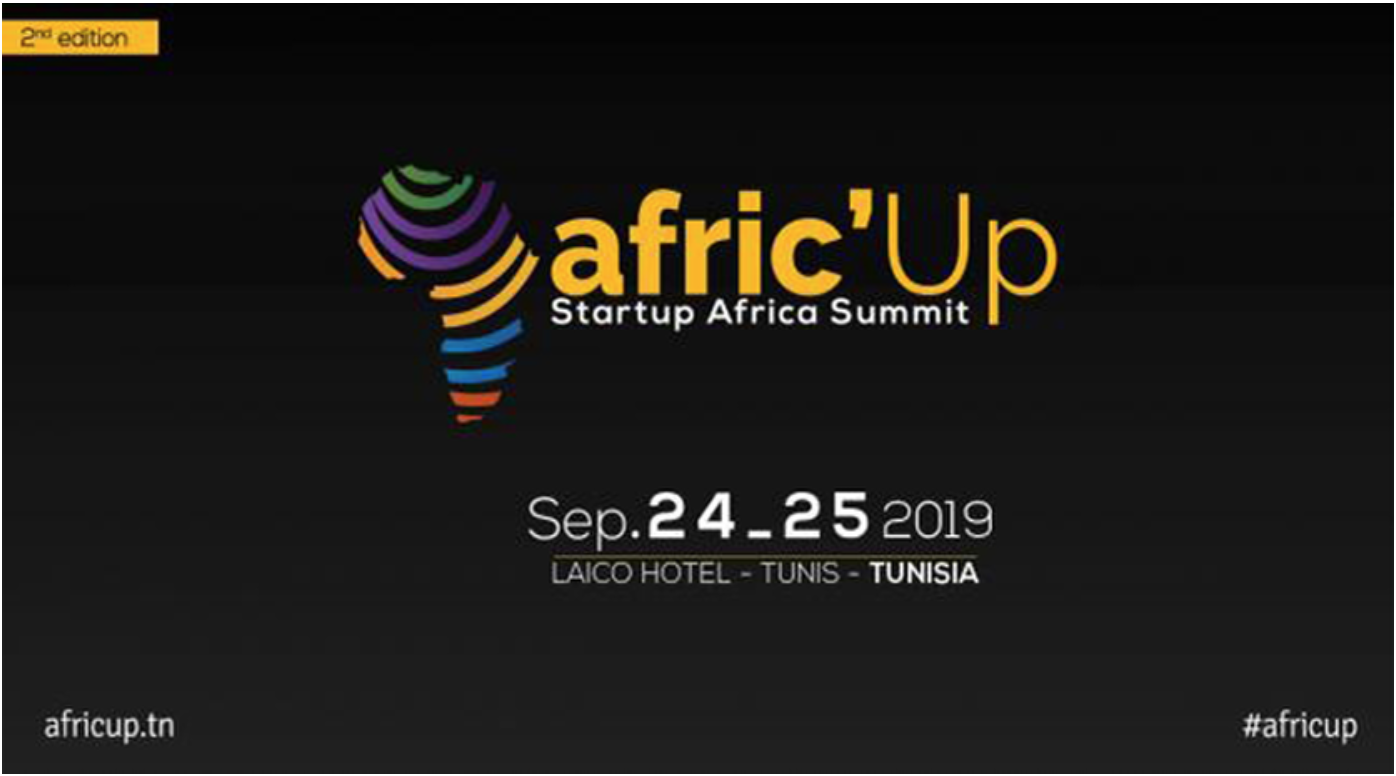 2nd edition
afric'Up
Startup Africa Summit
Sep.24_25 2019
LAICO HOTEL - TUNIS - TUNISIA
africup.tn
#africup